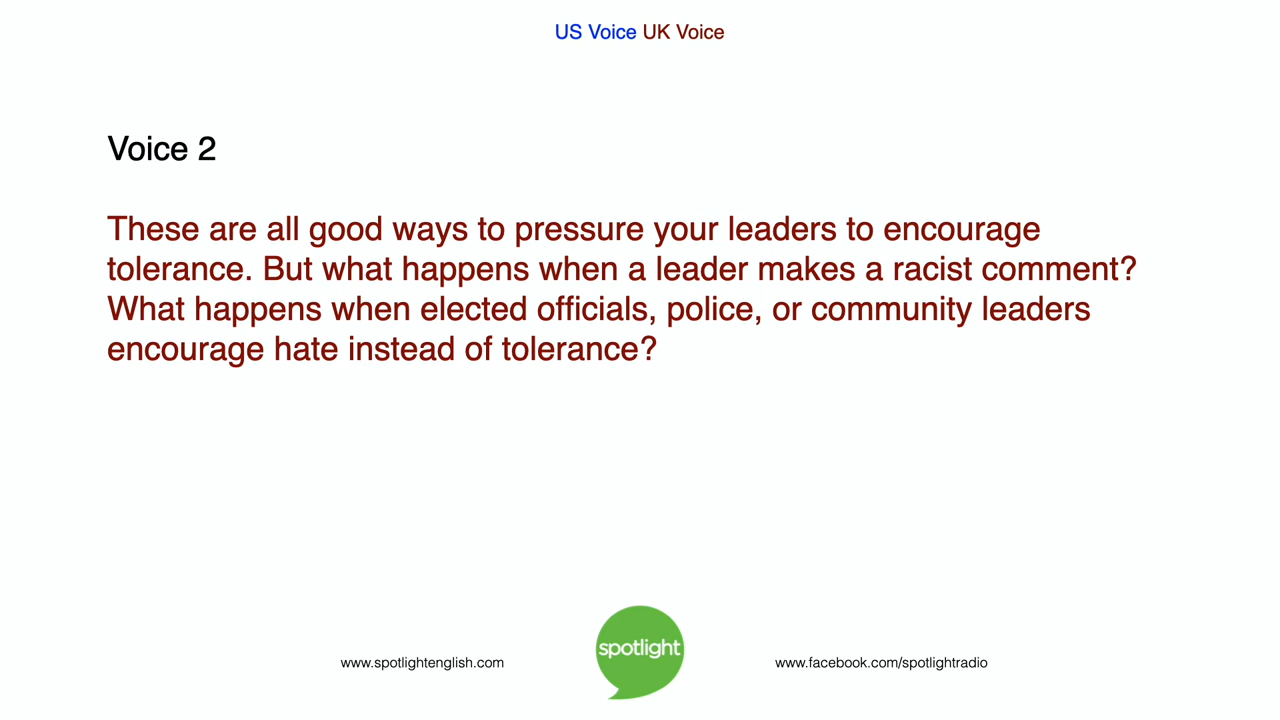 US Voice UK Voice
Voice 2
These are all good ways to pressure your leaders to encourage
tolerance. But what happens when a leader makes a racist comment?
What happens when elected officials, police, or community leaders
encourage hate instead of tolerance?
spotlight
www.spotlightenglish.com
www.facebook.com/spotlightradio